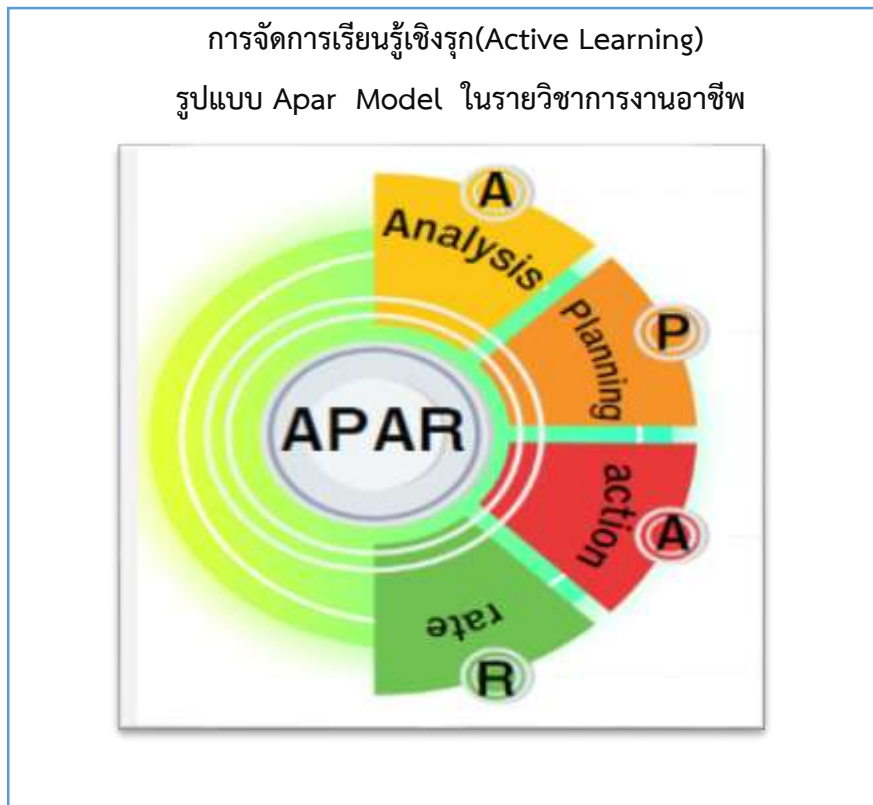 การจัดการเรียนรู้เชิงรุก(Active Learning)
รูปแบบ Apar Model ในรายวิชาการงานอาชีพ
A
Analysis
P
Planning
APAR
action
A
rate
R